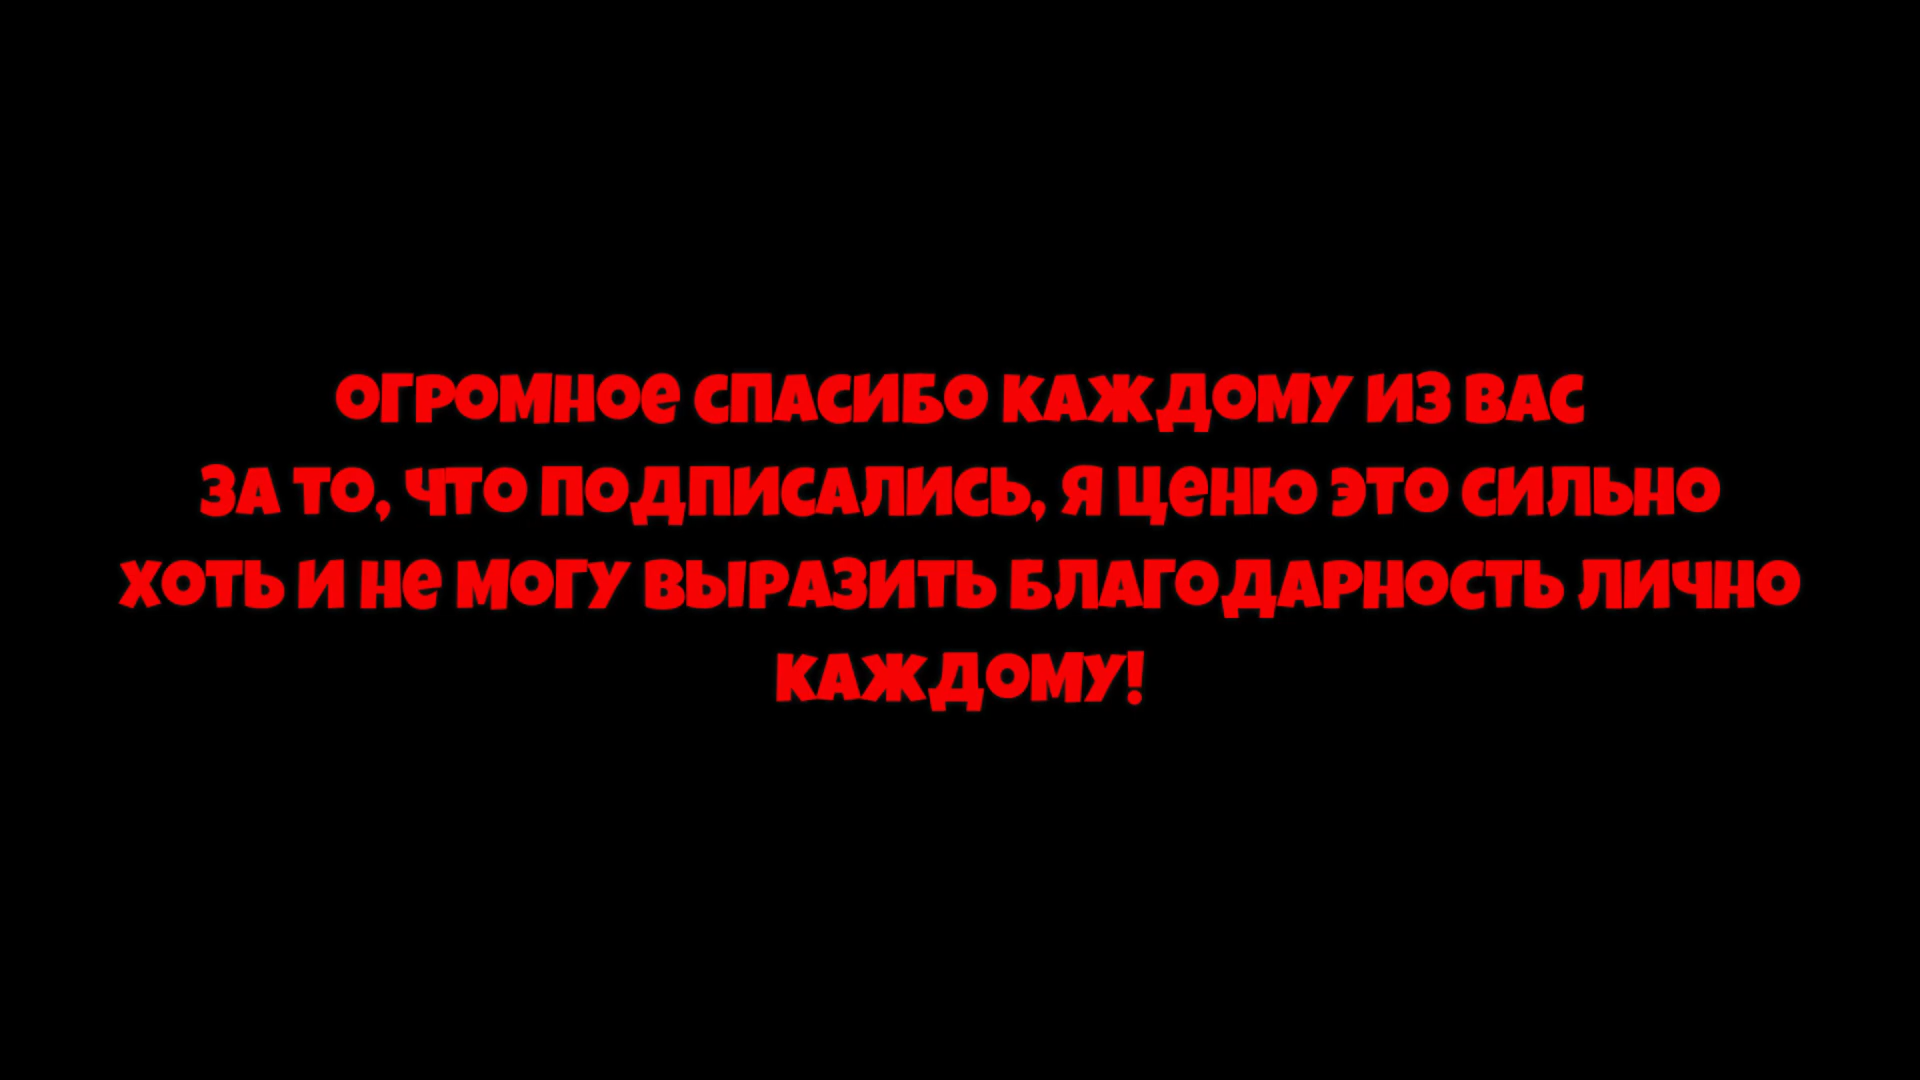 ОГРОМНОЕ СПАСИБО КАЖДОМУ ИЗ ВАС
ЗА ТО, ЧТО ПОДПИСАЛИСЬ, Я ЦЕНЮ ЭТО СИЛЬНО
ХОТЬ И НЕ МОГУ ВЫРАЗИТЬ БЛАГОДАРНОСТЬ ЛИЧНО
КАЖДОМУ!